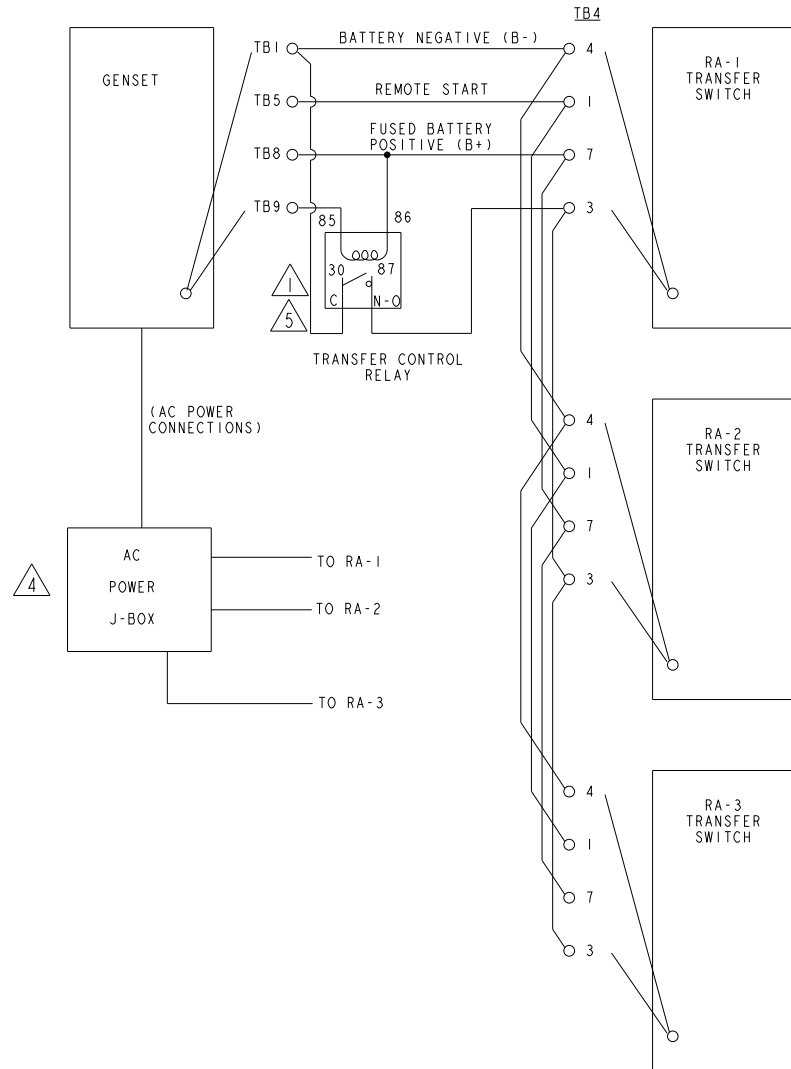 TB4
GENSET
TB1
BATTERY NEGATIVE (B-)
4
RA-1
TRANSFER
SWITCH
TB5
REMOTE START
1
TB8
FUSED BATTERY
POSITIVE (B+)
7
TB9
3
85
86
30
87
C
N-O
1
5
TRANSFER CONTROL
RELAY
(AC POWER
CONNECTIONS)
4
RA-2
TRANSFER
SWITCH
1
7
3
4
AC
POWER
J-BOX
TO RA-1
TO RA-2
TO RA-3
4
RA-3
TRANSFER
SWITCH
1
7
3